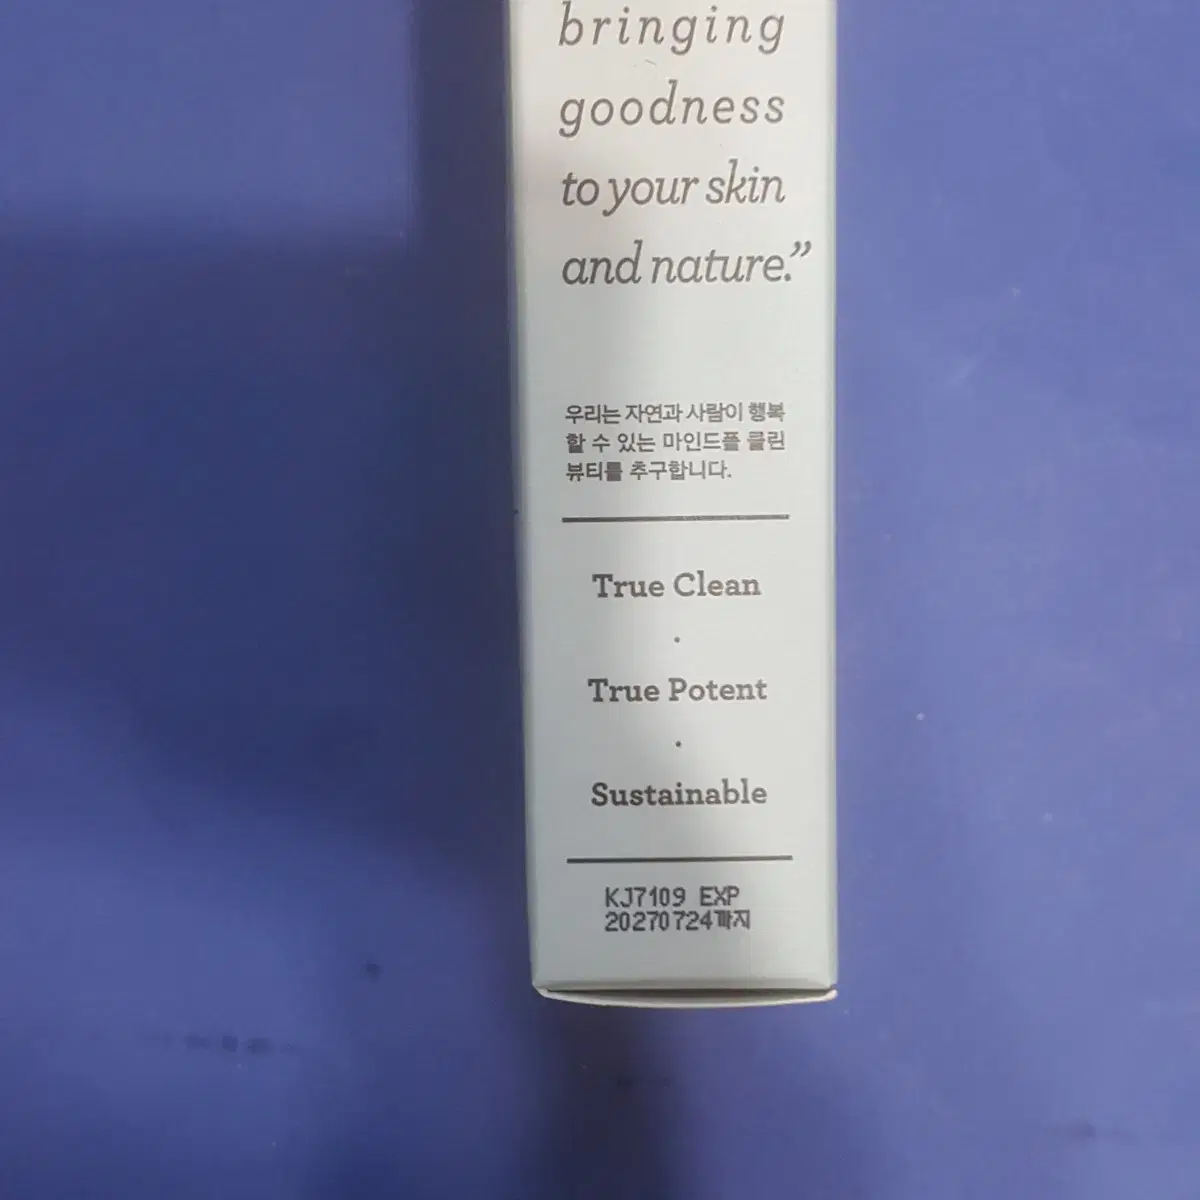 bringing
goodness
to your skin
and nature.”
우리는 자연과 사람이 행복
할 수 있는 마인드풀 클린
뷰티를 추구합니다.
True Clean
·
True Potent
·
Sustainable
KJ7109 EXP
20270724까지